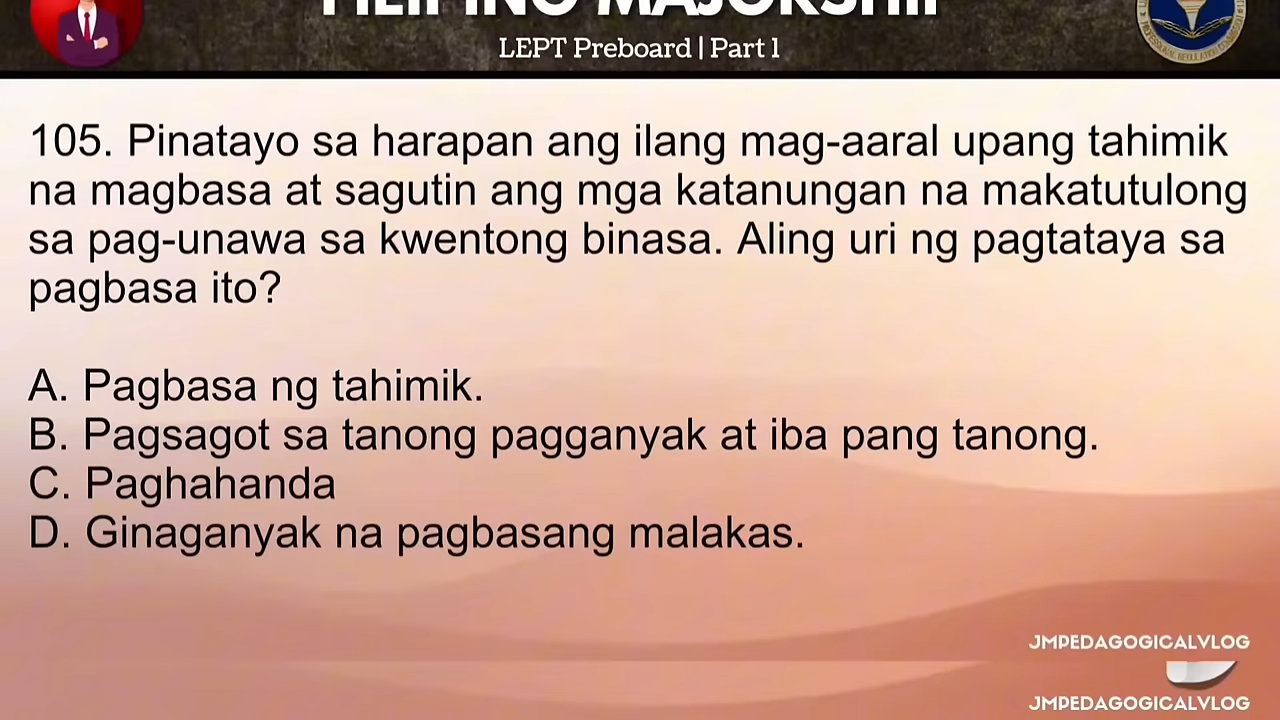 FILIPINO MAJORSHIP
LEPT Preboard | Part 1
105. Pinatayo sa harapan ang ilang mag-aaral upang tahimik
na magbasa at sagutin ang mga katanungan na makatutulong
sa pag-unawa sa kwentong binasa. Aling uri ng pagtataya sa
pagbasa ito?
A. Pagbasa ng tahimik.
B. Pagsagot sa tanong pagganyak at iba pang tanong.
C. Paghahanda
D. Ginaganyak na pagbasang malakas.
JMPEDAGOGICALVLOG
JMPEDAGOGICALVLOG